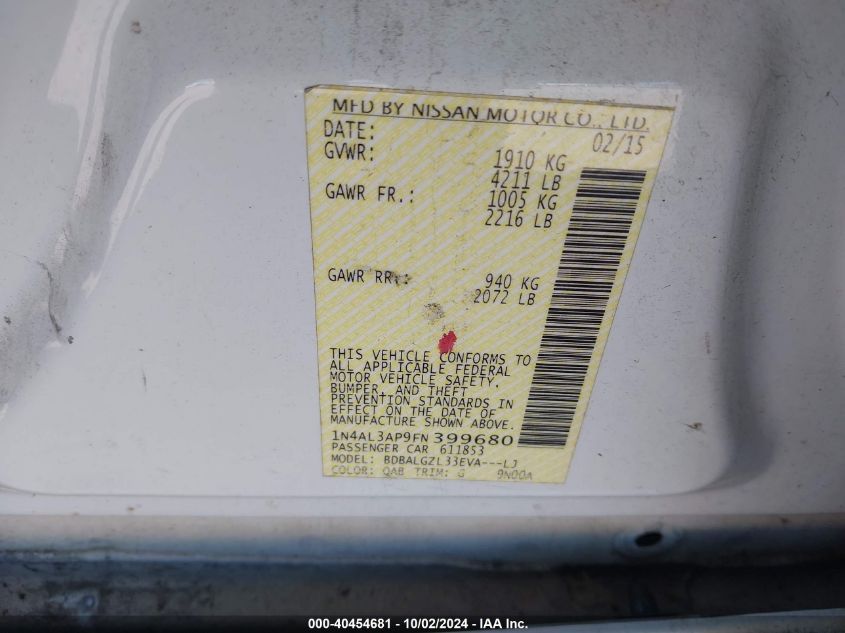 MFD BY NISSAN MOTOR CO., LTD.
DATE: 02/15
GVWR: 1910 KG
4211 LB
GAWR FR.: 1005 KG
2216 LB
GAWR RR.: 940 KG
2072 LB
THIS VEHICLE CONFORMS TO
ALL APPLICABLE FEDERAL
MOTOR VEHICLE SAFETY,
BUMPER, AND THEFT
PREVENTION STANDARDS IN
EFFECT ON THE DATE OF
MANUFACTURE SHOWN ABOVE.
1N4AL3AP9FN 399680
PASSENGER CAR 611853
MODEL: BDBALGZL33EVA---LJ
COLOR: QAB TRIM: G 9N00A
000-40454681 - 10/02/2024 - IAA Inc.